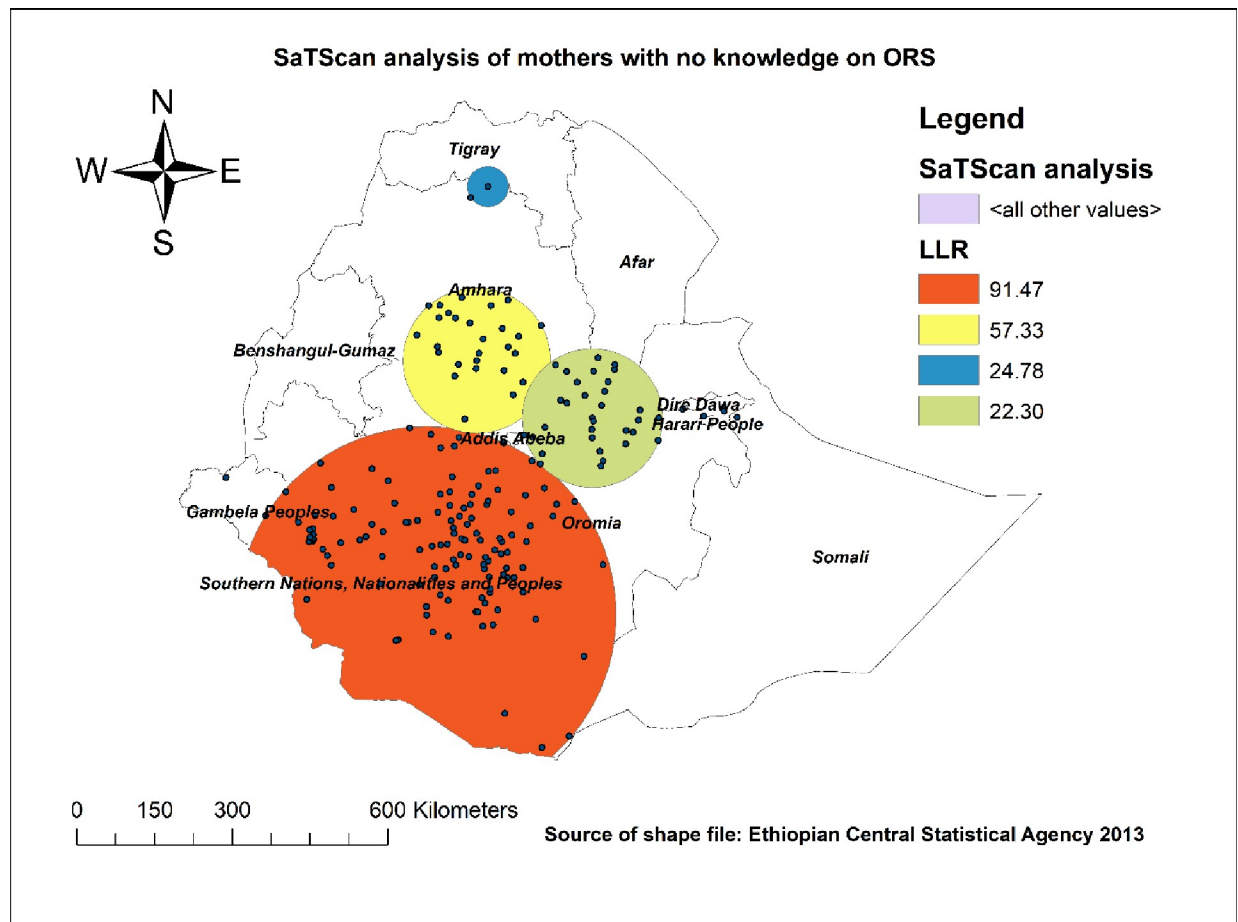 SaTScan analysis of mothers with no knowledge on ORS
N
W
E
S
Legend
SaTScan analysis
<all other values>
LLR
91.47
57.33
24.78
22.30
Tigray
Afar
Amhara
Benshangul-Gumaz
Dire Dawa
Harari People
Addis Abeba
Gambela Peoples
Oromia
Somali
Southern Nations, Nationalities and Peoples
0 150 300 600 Kilometers
Source of shape file: Ethiopian Central Statistical Agency 2013